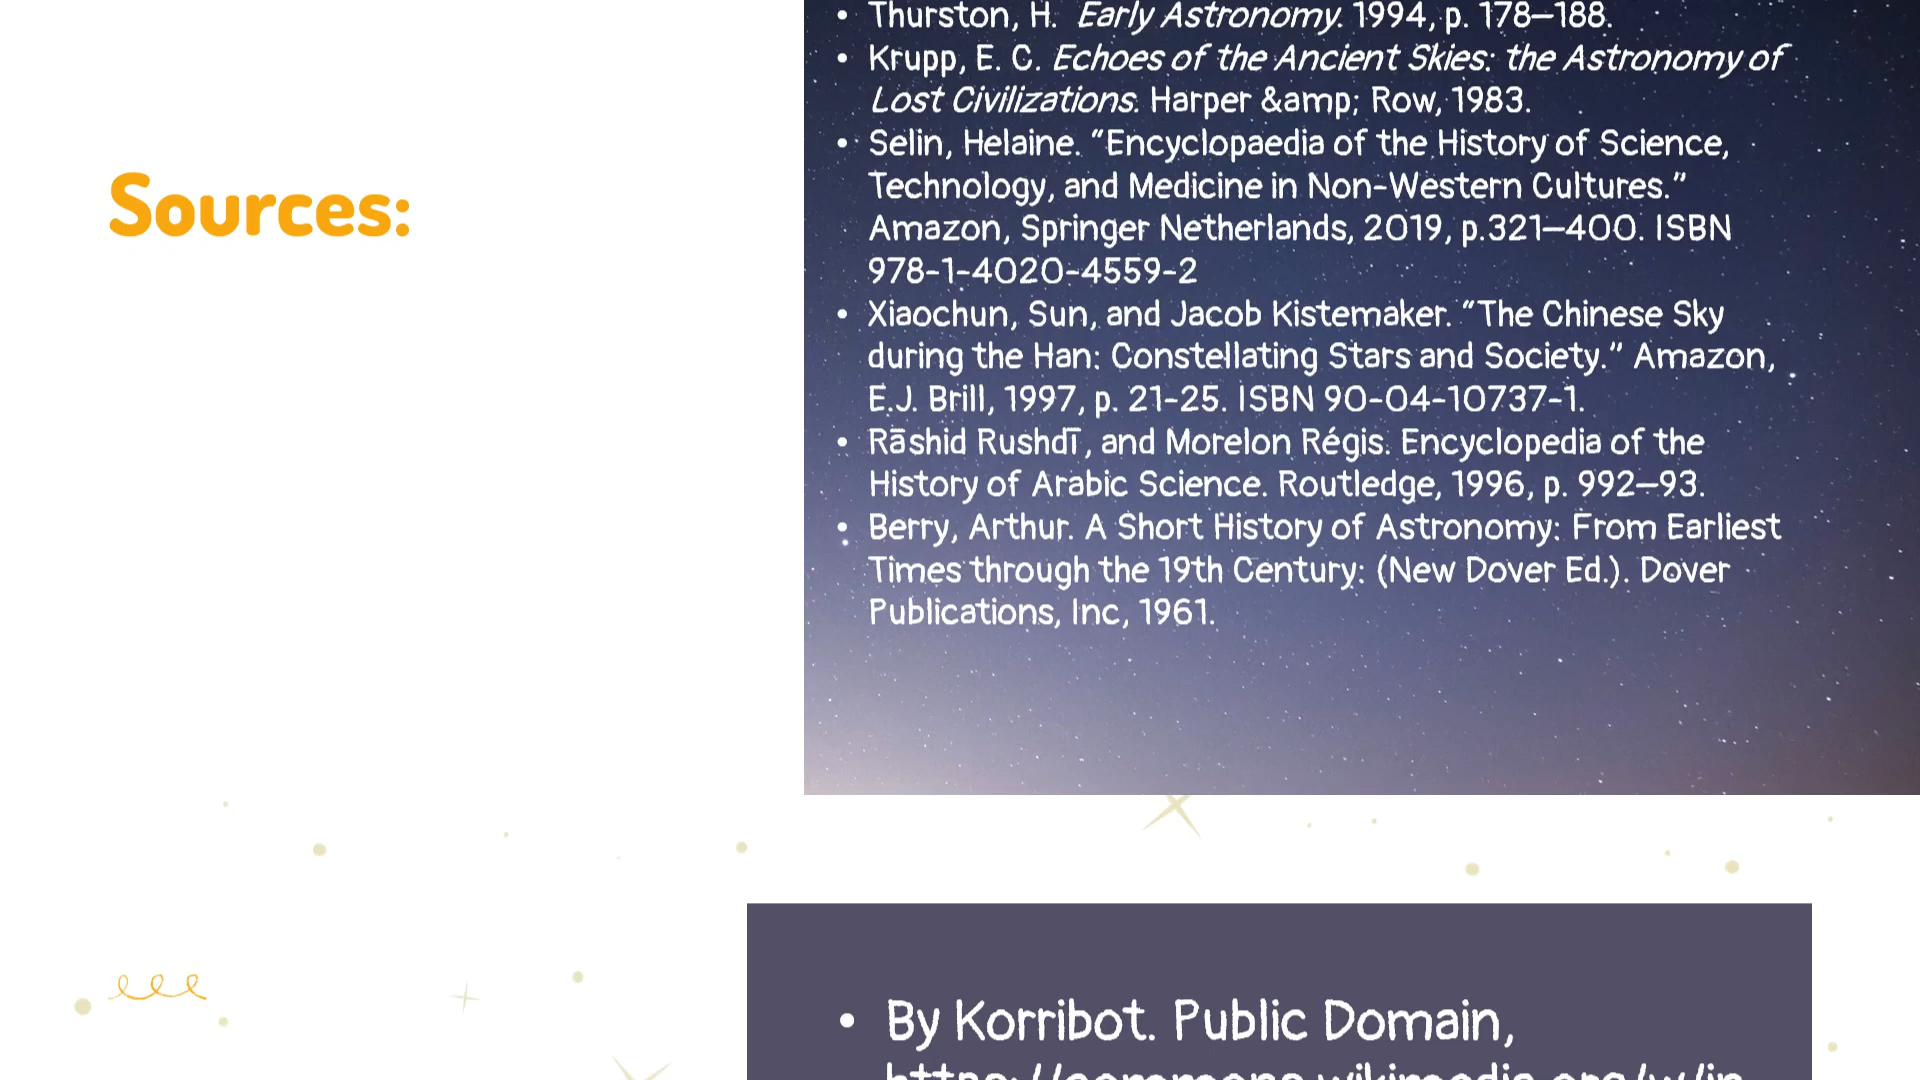 Sources:
• Thurston, H. Early Astronomy. 1994, p. 178–188.
• Krupp, E. C. Echoes of the Ancient Skies: the Astronomy of
Lost Civilizations. Harper &amp; Row, 1983.
• Selin, Helaine. “Encyclopaedia of the History of Science,
Technology, and Medicine in Non-Western Cultures.”
Amazon, Springer Netherlands, 2019, p.321–400. ISBN
978-1-4020-4559-2
• Xiaochun, Sun, and Jacob Kistemaker. “The Chinese Sky
during the Han: Constellating Stars and Society.” Amazon,
E.J. Brill, 1997, p. 21-25. ISBN 90-04-10737-1.
• Rāshid Rushdī, and Morelon Régis. Encyclopedia of the
History of Arabic Science. Routledge, 1996, p. 992–93.
• Berry, Arthur. A Short History of Astronomy: From Earliest
Times through the 19th Century: (New Dover Ed.). Dover
Publications, Inc, 1961.
• By Korribot. Public Domain,
https://commons.wikimedia.org/w/in